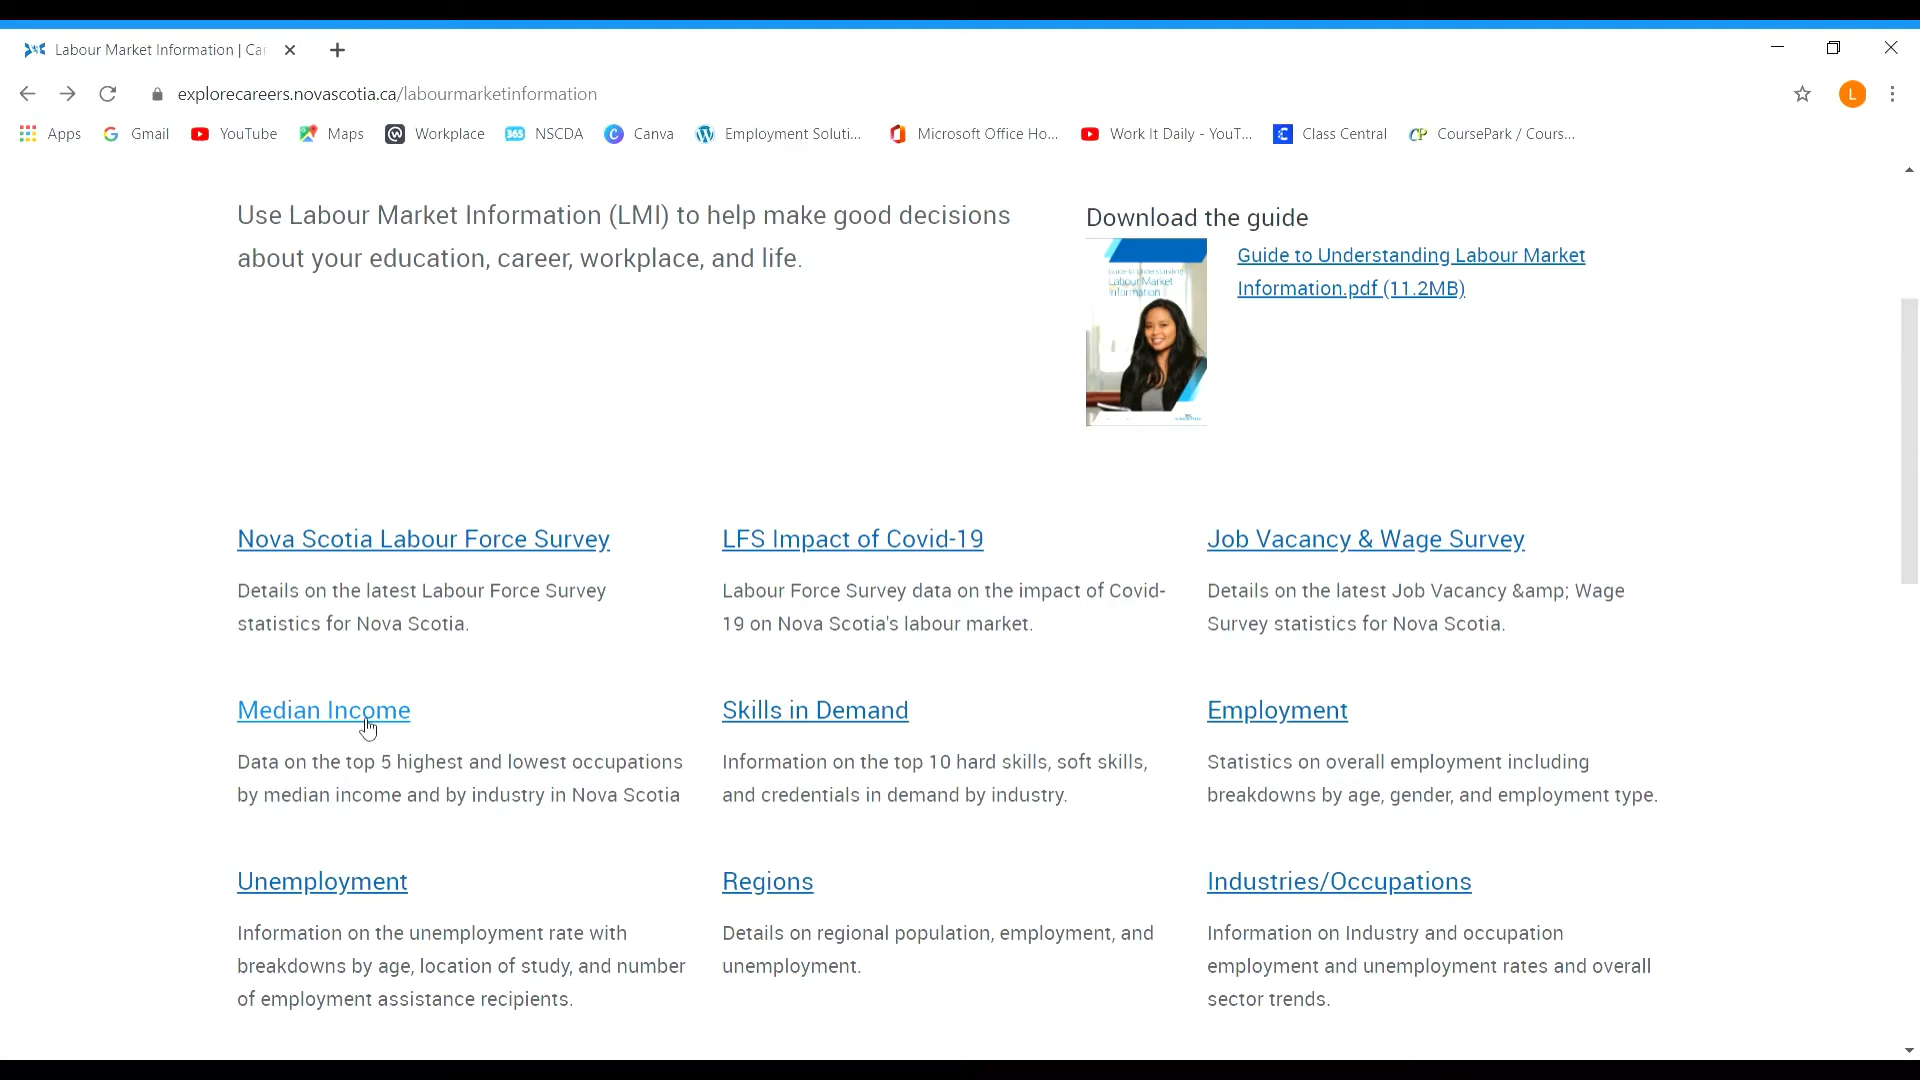 Labour Market Information | Ca
explorecareers.novascotia.ca/labourmarketinformation
L
Apps Gmail YouTube Maps Workplace 365 NSCDA Canva Employment Soluti... Microsoft Office Ho... Work It Daily - YouT... Class Central CoursePark / Cours...
Use Labour Market Information (LMI) to help make good decisions
about your education, career, workplace, and life.
Download the guide
Guide to Understanding
Labour Market
Information
Guide to Understanding Labour Market
Information.pdf (11.2MB)
Nova Scotia Labour Force Survey
Details on the latest Labour Force Survey
statistics for Nova Scotia.
LFS Impact of Covid-19
Labour Force Survey data on the impact of Covid-
19 on Nova Scotia's labour market.
Job Vacancy & Wage Survey
Details on the latest Job Vacancy &amp; Wage
Survey statistics for Nova Scotia.
Median Income
Data on the top 5 highest and lowest occupations
by median income and by industry in Nova Scotia
Skills in Demand
Information on the top 10 hard skills, soft skills,
and credentials in demand by industry.
Employment
Statistics on overall employment including
breakdowns by age, gender, and employment type.
Unemployment
Information on the unemployment rate with
breakdowns by age, location of study, and number
of employment assistance recipients.
Regions
Details on regional population, employment, and
unemployment.
Industries/Occupations
Information on Industry and occupation
employment and unemployment rates and overall
sector trends.